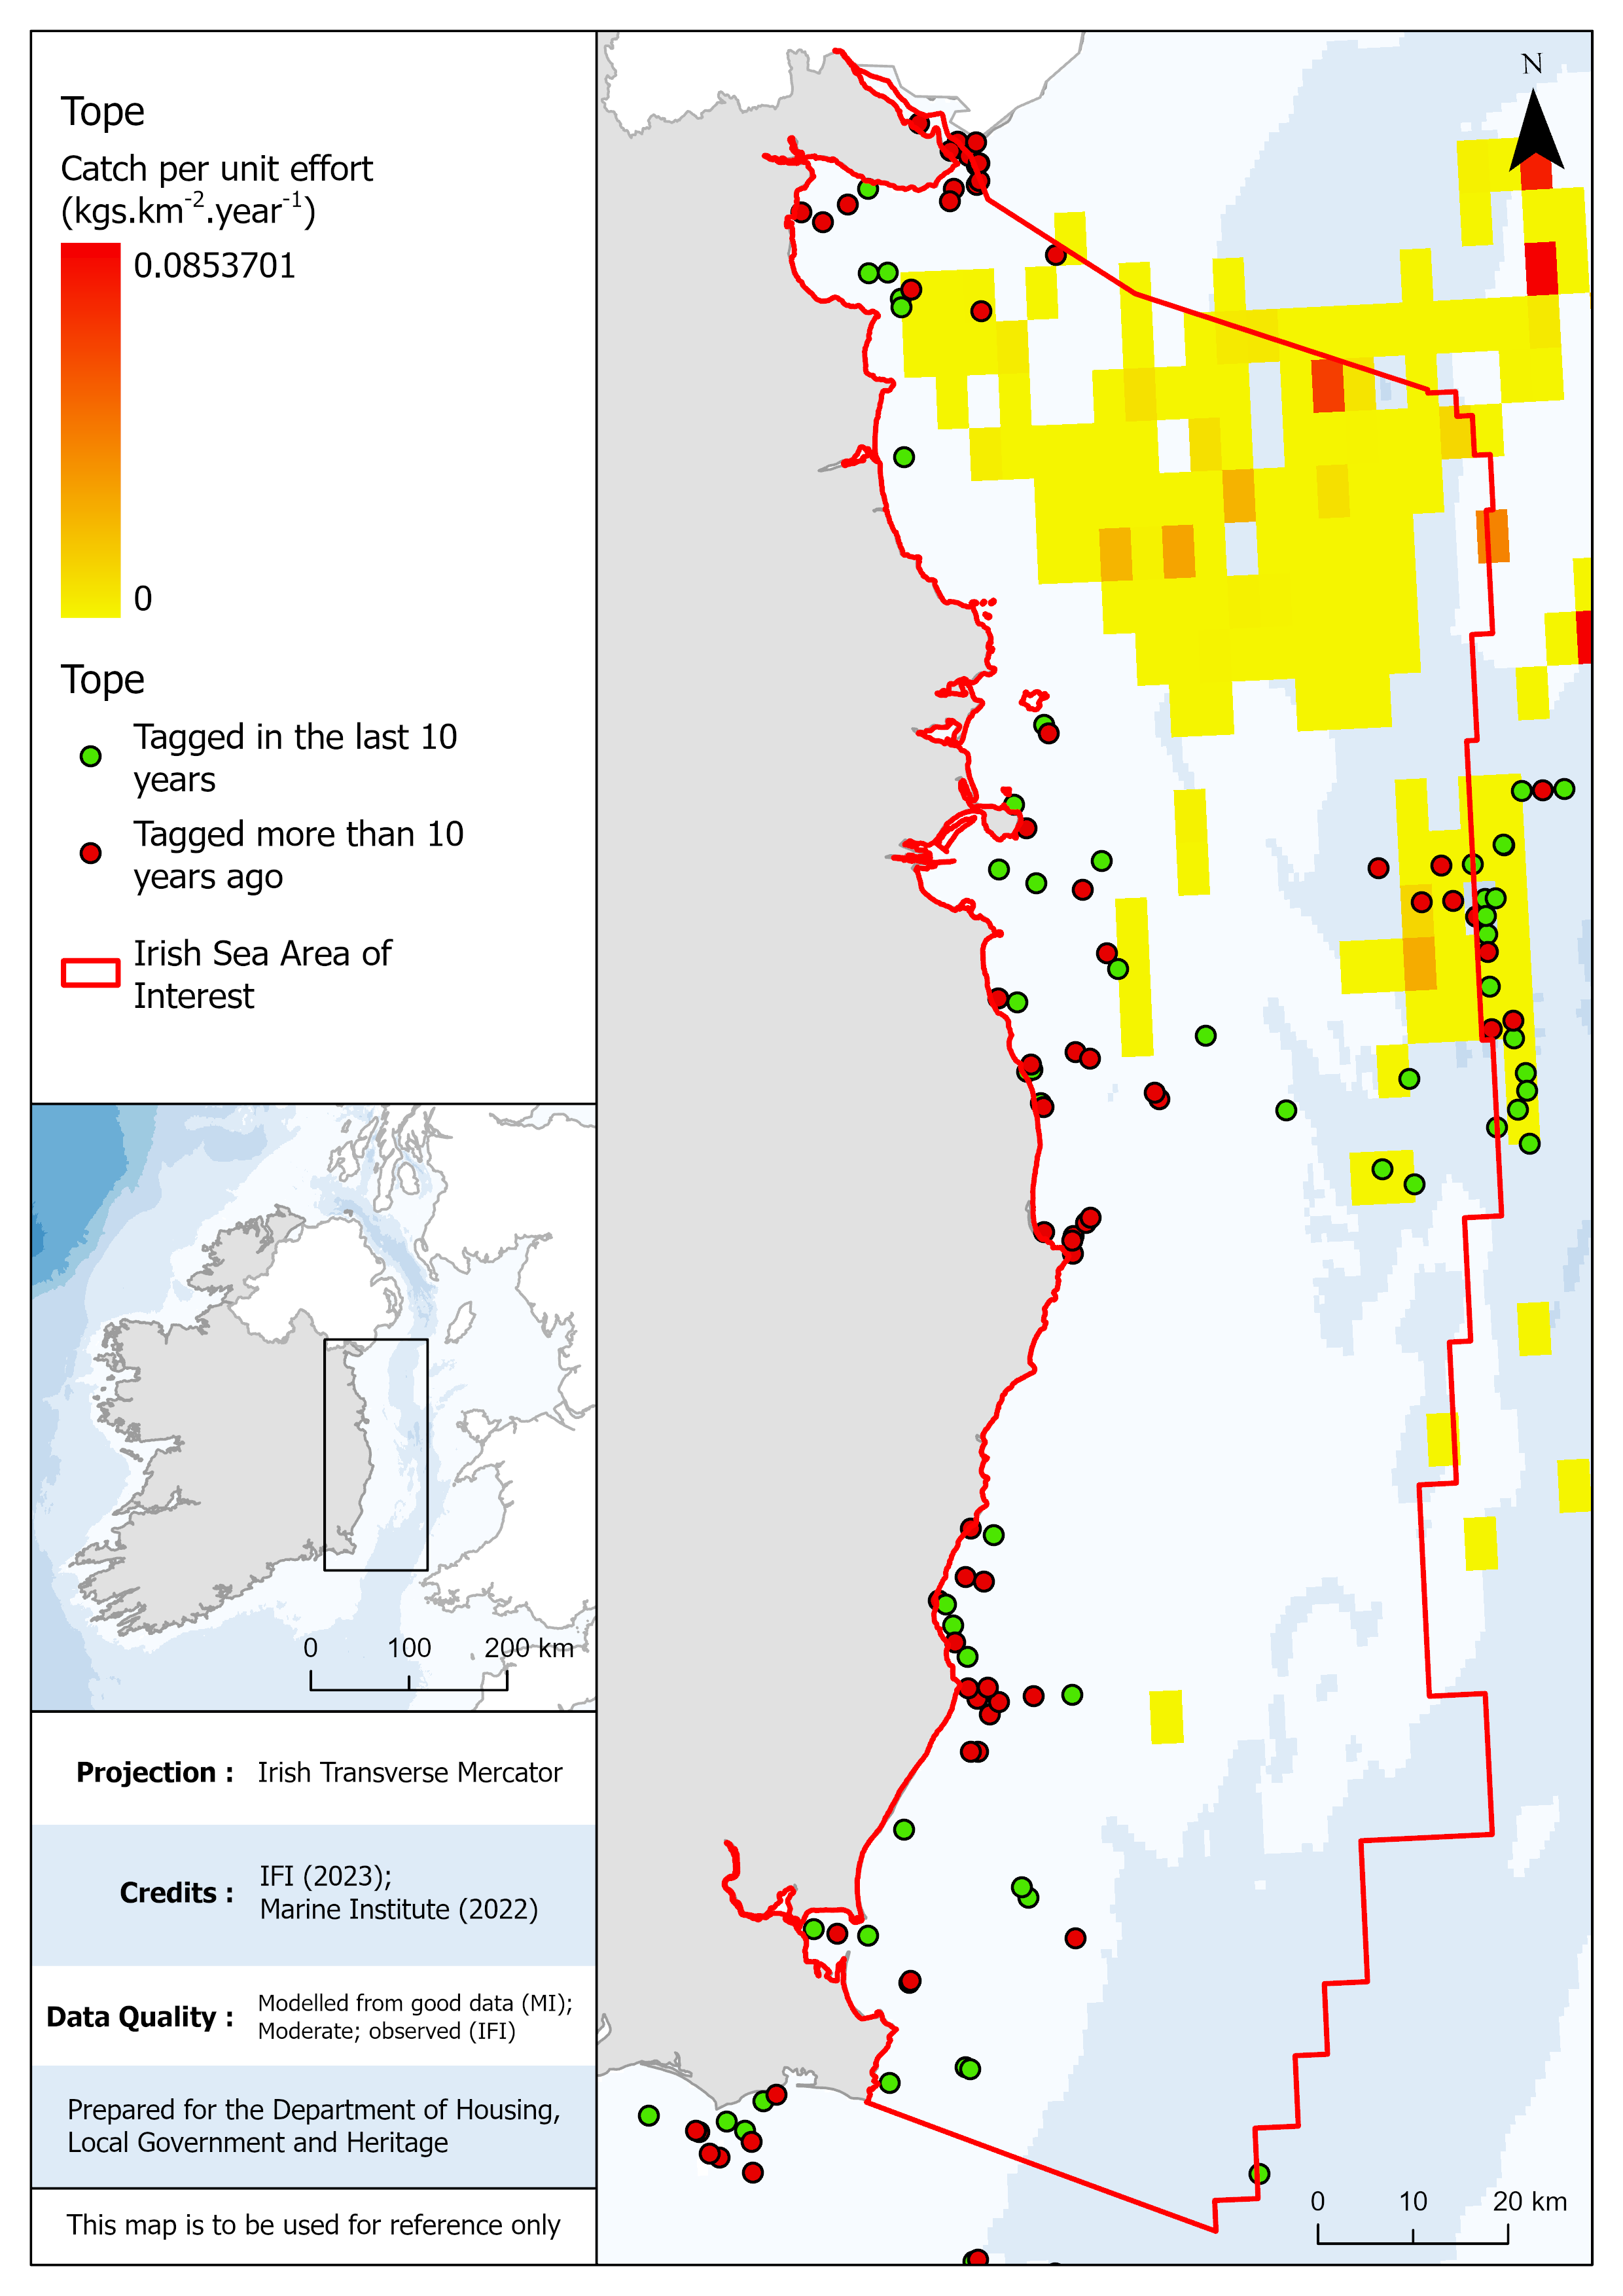 Tope
Catch per unit effort
(kgs.km-2.year-1)
0.0853701
0
Tope
Tagged in the last 10
years
Tagged more than 10
years ago
Irish Sea Area of
Interest
0 100 200 km
Projection : Irish Transverse Mercator
Credits : IFI (2023);
Marine Institute (2022)
Data Quality : Modelled from good data (MI);
Moderate; observed (IFI)
Prepared for the Department of Housing,
Local Government and Heritage
This map is to be used for reference only
N
0 10 20 km